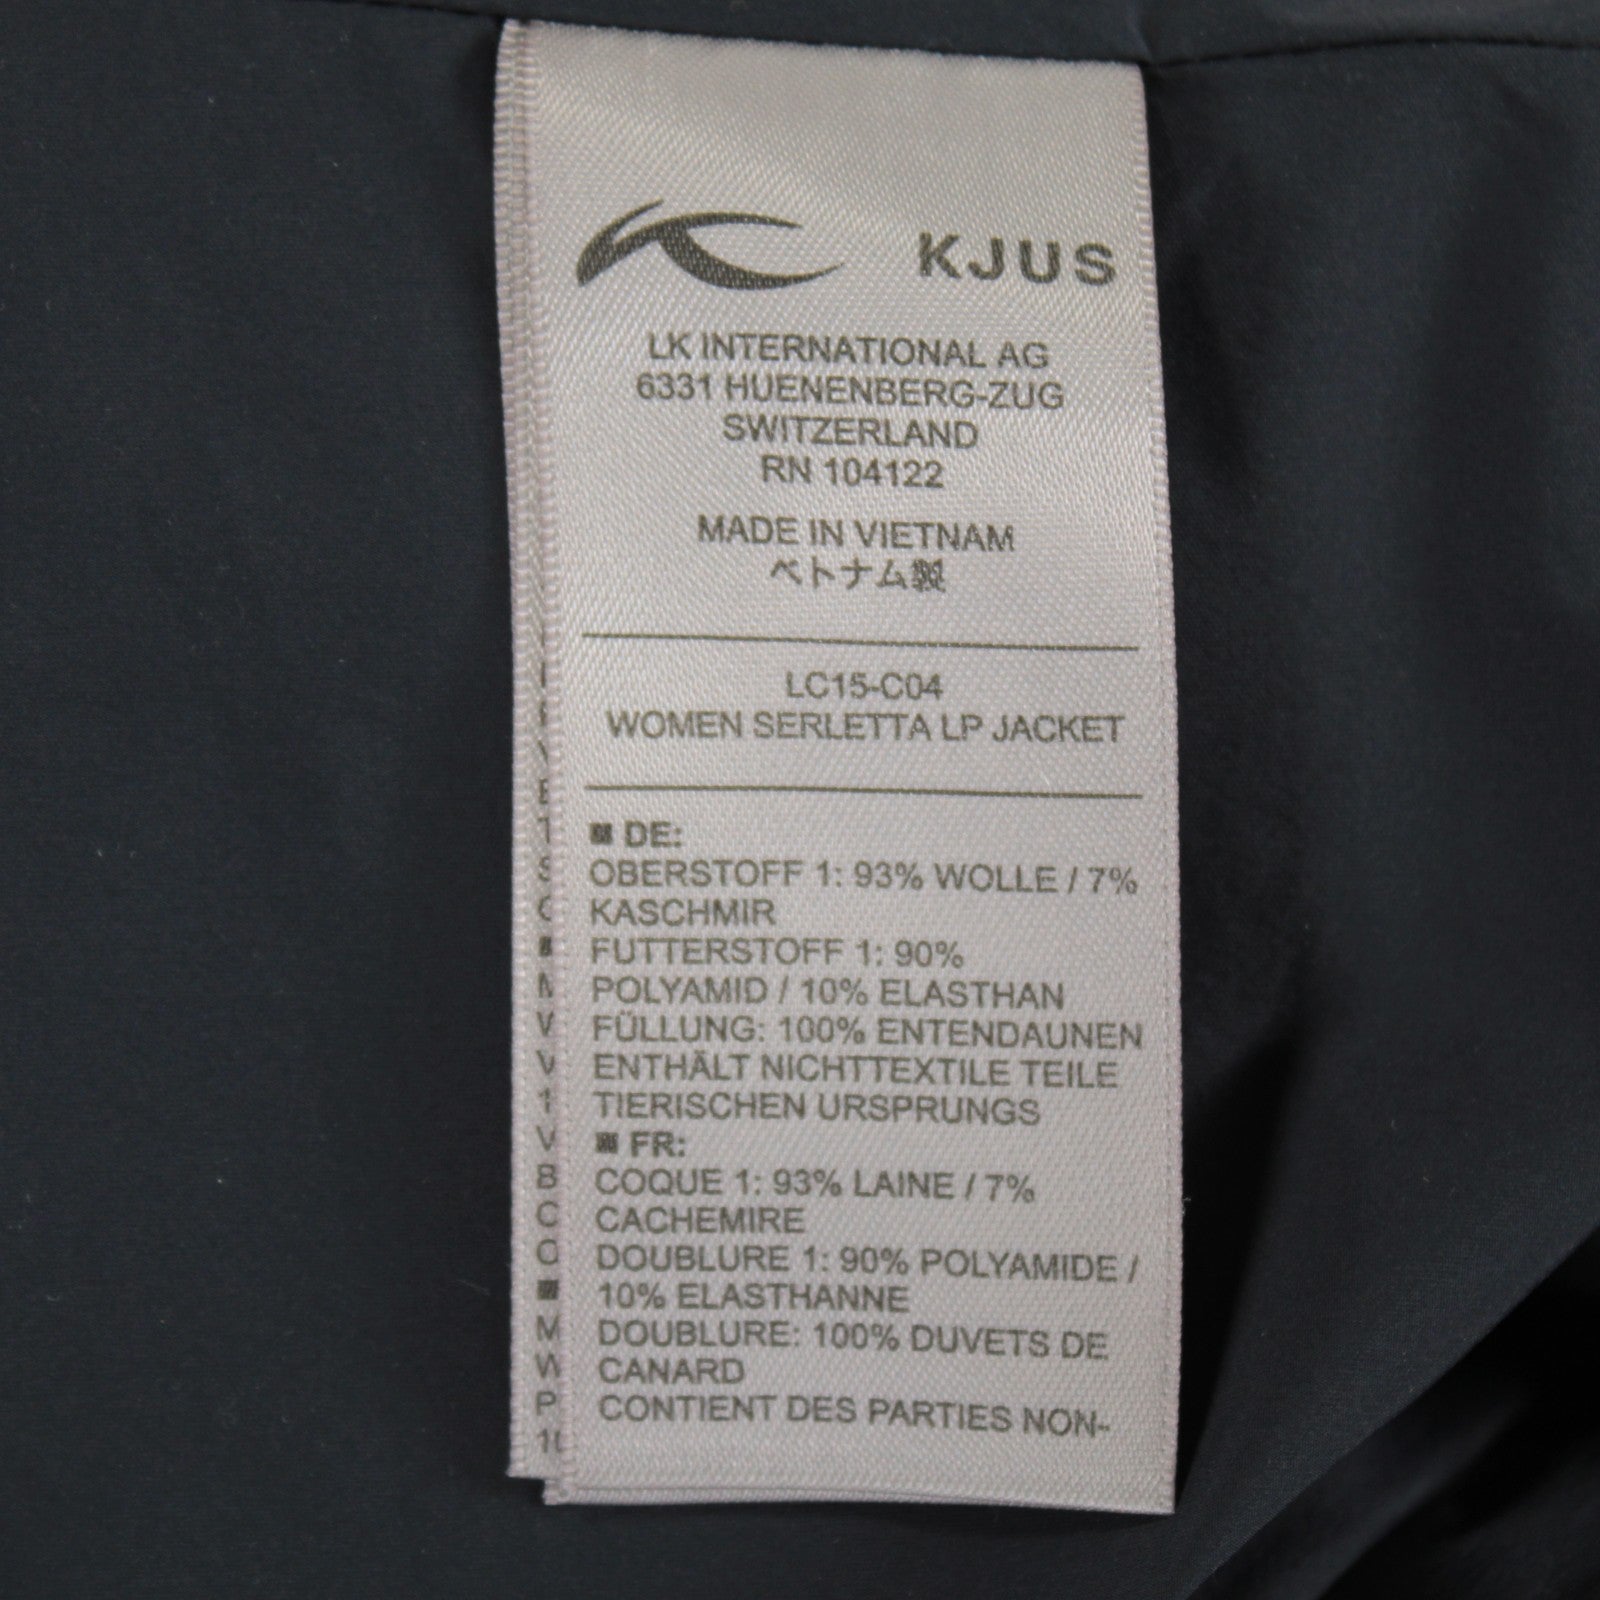 KJUS
LK INTERNATIONAL AG
6331 HUENENBERG-ZUG
SWITZERLAND
RN 104122
MADE IN VIETNAM
ベトナム製
LC15-C04
WOMEN SERLETTA LP JACKET
DE:
OBERSTOFF 1: 93% WOLLE / 7%
KASCHMIR
FUTTERSTOFF 1: 90%
POLYAMID / 10% ELASTHAN
FÜLLUNG: 100% ENTENDAUNEN
ENTHÄLT NICHTTEXTILE TEILE
TIERISCHEN URSPRUNGS
FR:
COQUE 1: 93% LAINE / 7%
CACHEMIRE
DOUBLURE 1: 90% POLYAMIDE /
10% ELASTHANNE
DOUBLURE: 100% DUVETS DE
CANARD
CONTIENT DES PARTIES NON-